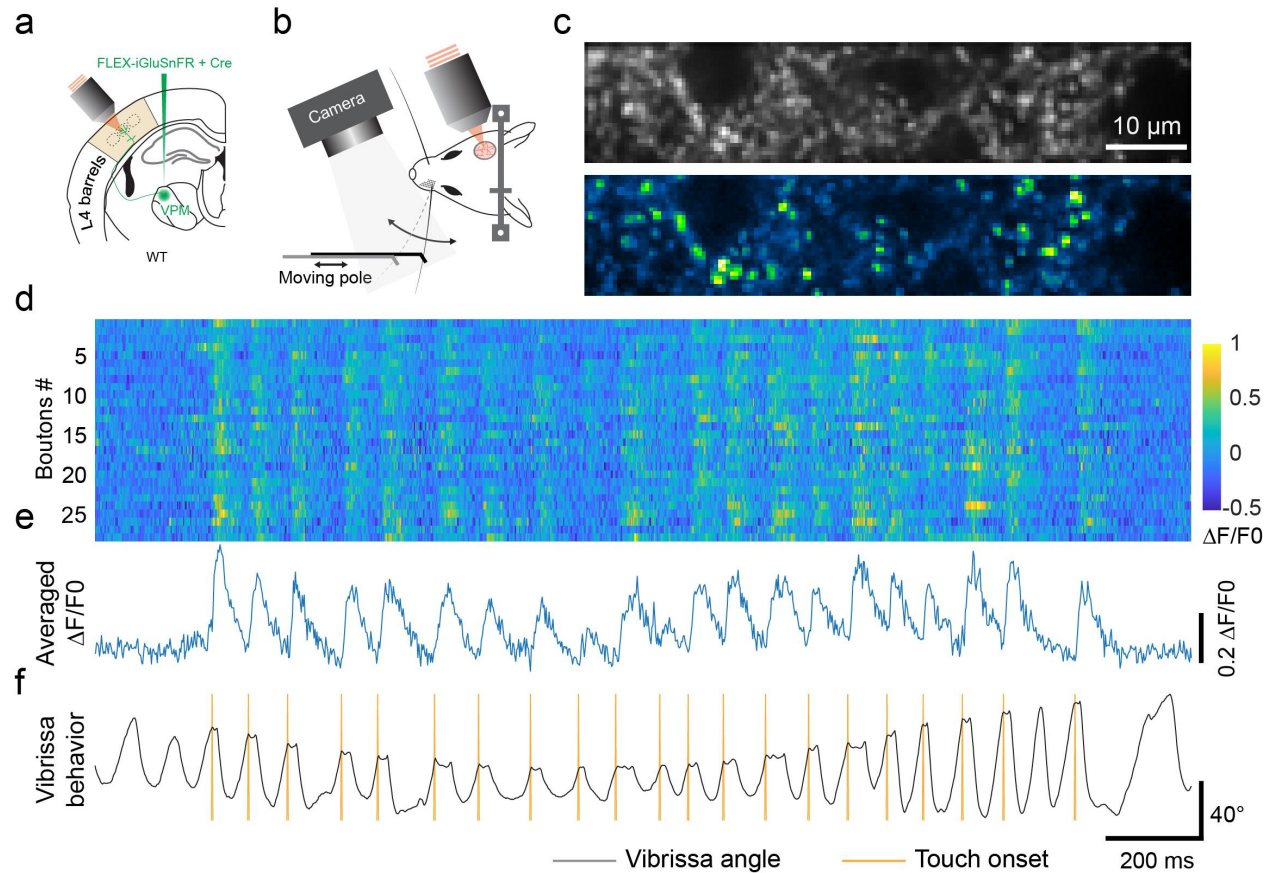 a
FLEX-iGluSnFR + Cre
L4 barrels
VPM
WT
b
Camera
Moving pole
c
10 µm
d
Boutons #
5
10
15
20
25
1
0.5
0
-0.5
ΔF/F0
e
Averaged
ΔF/F0
0.2 ΔF/F0
f
Vibrissa
behavior
40°
200 ms
Vibrissa angle
Touch onset